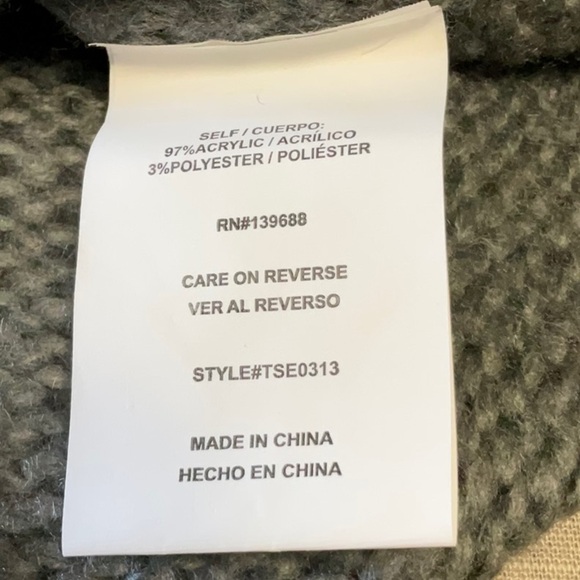 SELF / CUERPO:
97%ACRYLIC / ACRÍLICO
3%POLYESTER / POLIÉSTER
RN#139688
CARE ON REVERSE
VER AL REVERSO
STYLE#TSE0313
MADE IN CHINA
HECHO EN CHINA